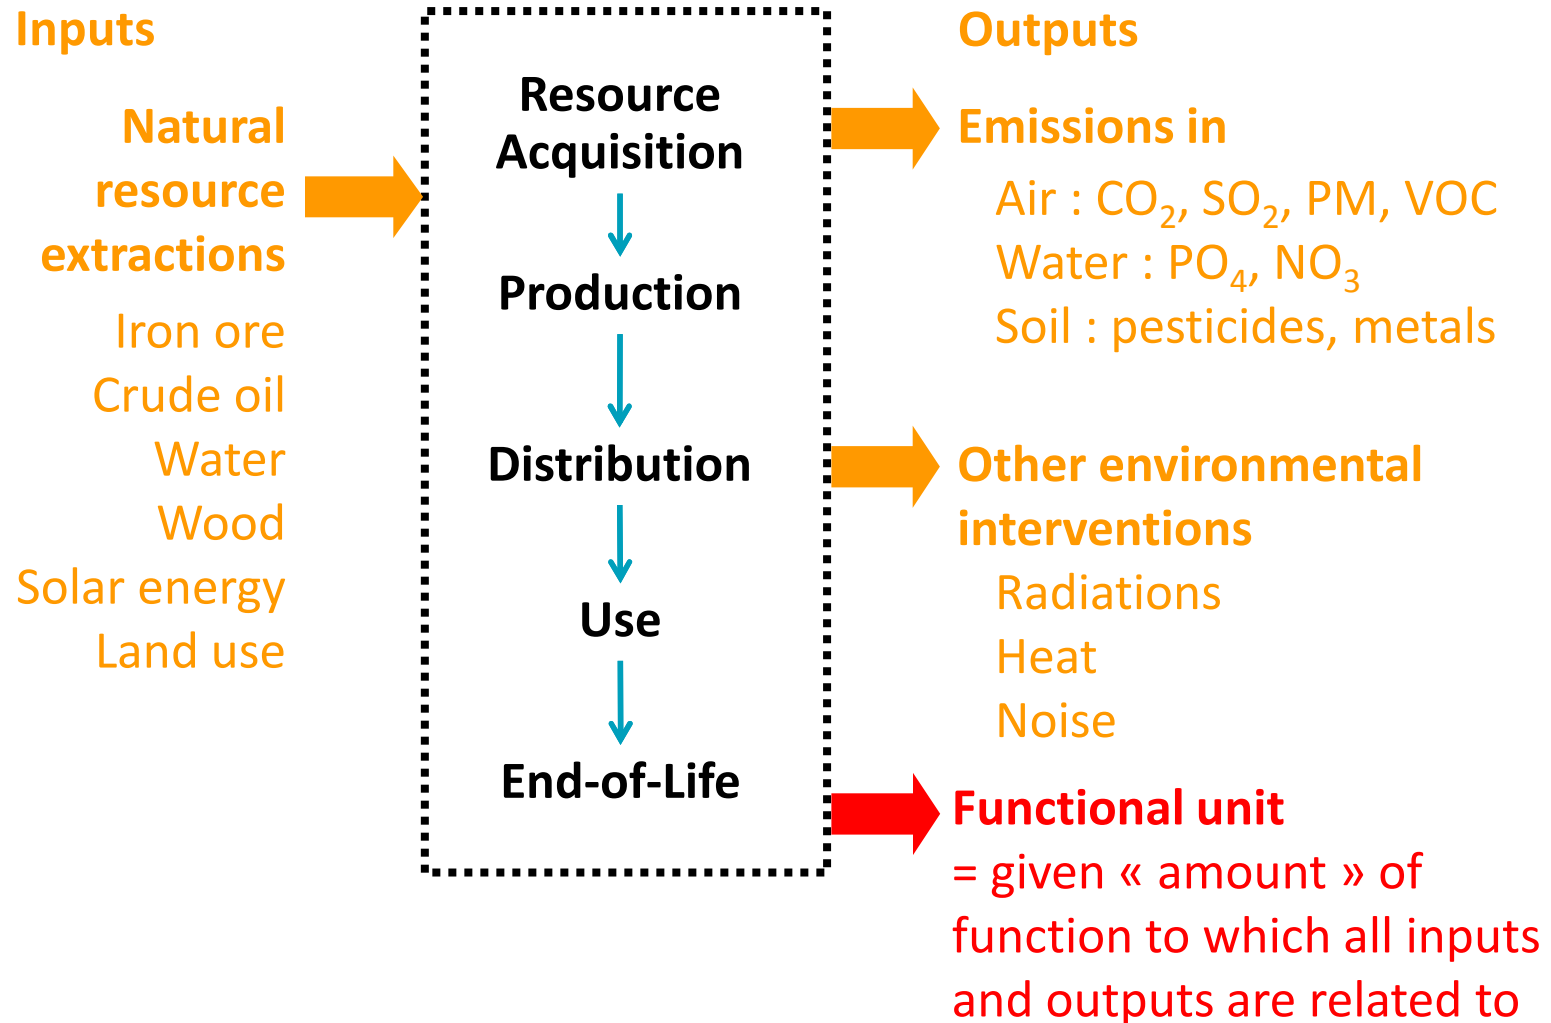 Inputs
Natural
resource
extractions
Iron ore
Crude oil
Water
Wood
Solar energy
Land use
Resource
Acquisition
Production
Distribution
Use
End-of-Life
Outputs
Emissions in
Air : CO₂, SO₂, PM, VOC
Water : PO₄, NO₃
Soil : pesticides, metals
Other environmental
interventions
Radiations
Heat
Noise
Functional unit
= given « amount » of
function to which all inputs
and outputs are related to